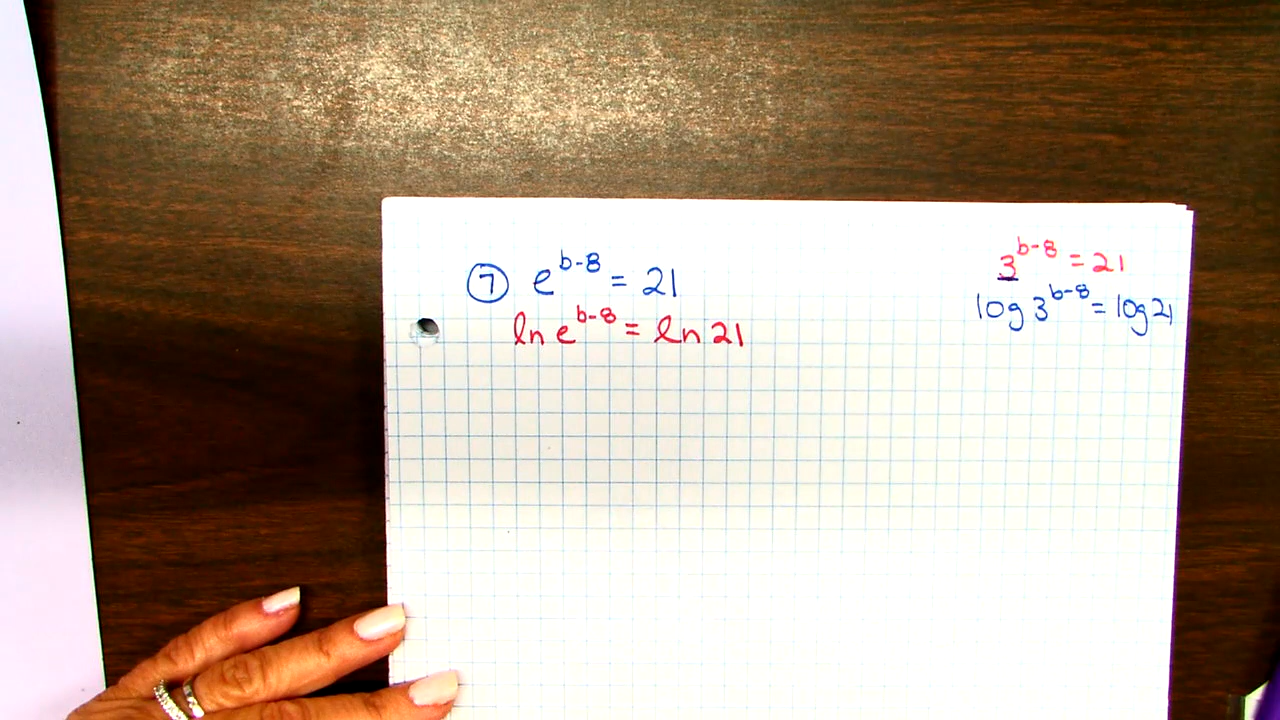 ⑦ e^{b-8} = 21
ln e^{b-8} = ln 21
3^{b-8} = 21
log 3^{b-8} = log 21